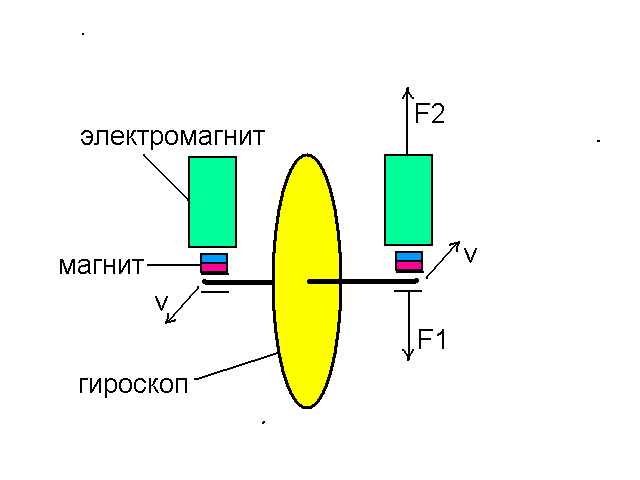 F2
электромагнит
магнит
v
v
F1
гироскоп